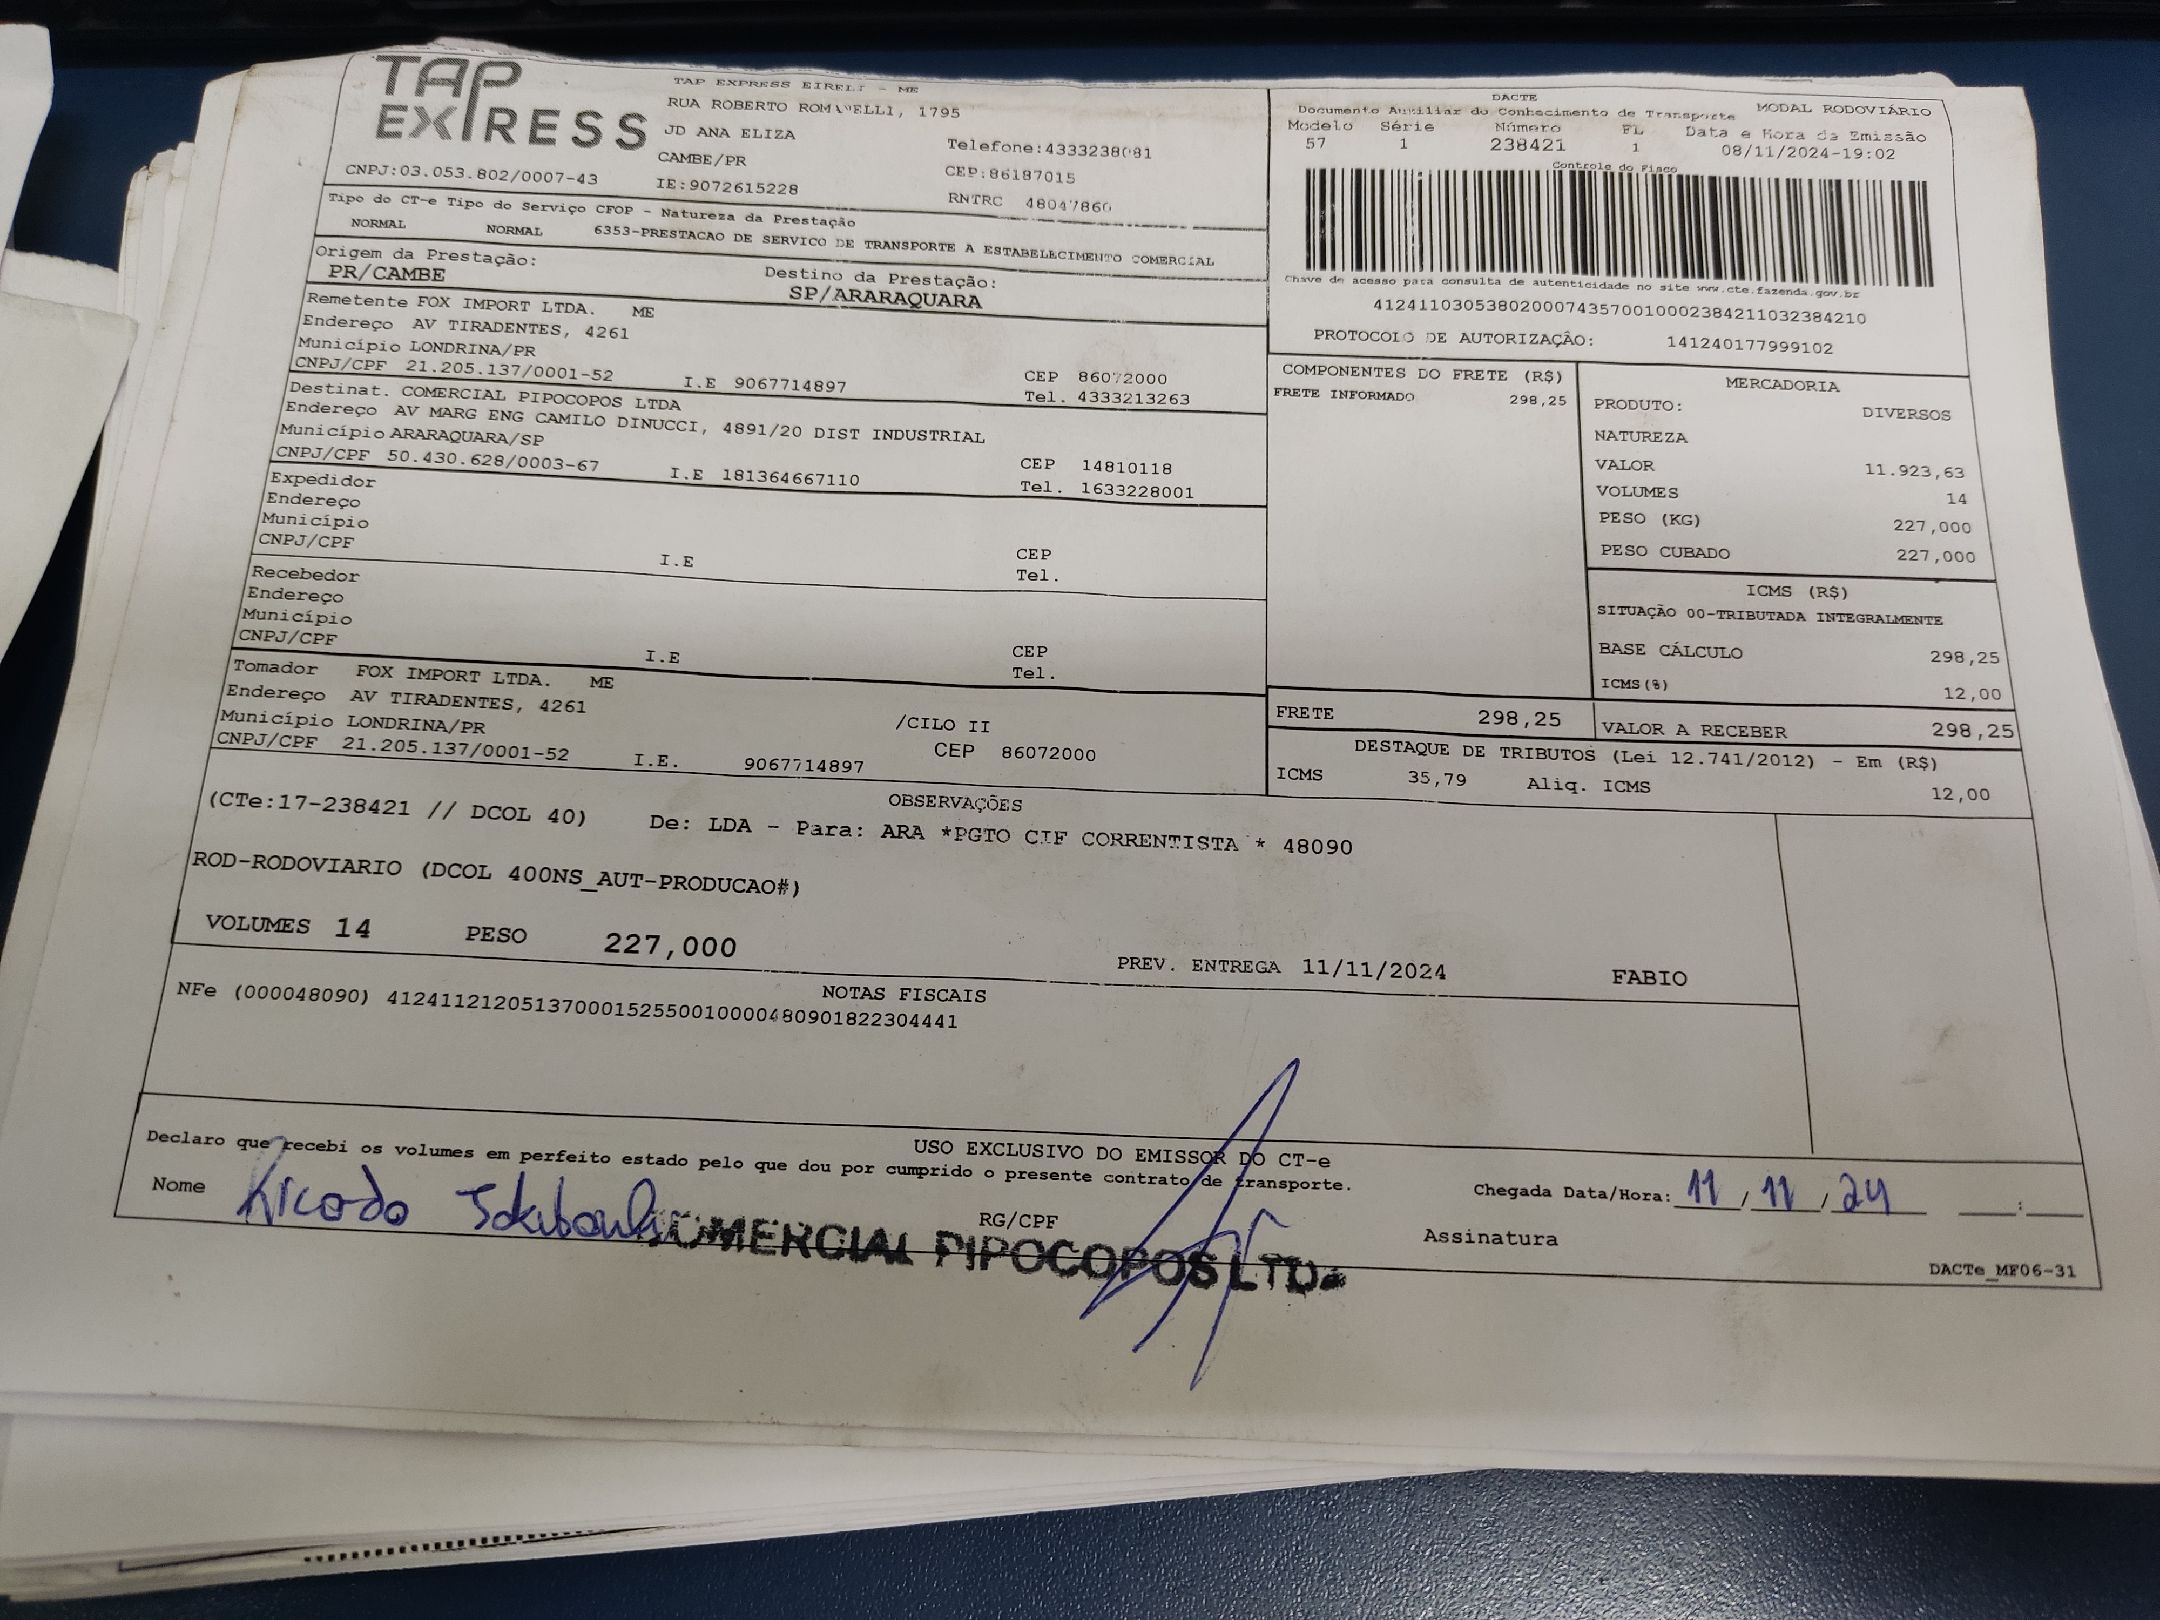 TAP EXPRESS
TAP EXPRESS EIRELI - ME
RUA ROBERTO ROMANELLI, 1795
JD ANA ELIZA
CAMBE/PR
Telefone:4333238081
CNPJ:03.053.802/0007-43
IE:9072615228
CEP:86187015
RNTRC 48047860
Tipo do CT-e Tipo do Serviço CFOP - Natureza da Prestação
NORMAL NORMAL 6353-PRESTACAO DE SERVICO DE TRANSPORTE A ESTABELECIMENTO COMERCIAL
Origem da Prestação: Destino da Prestação:
PR/CAMBE SP/ARARAQUARA
DACTE
Documento Auxiliar do Conhecimento de Transporte MODAL RODOVIÁRIO
Modelo Série Número FL Data e Hora da Emissão
57 1 238421 1 08/11/2024-19:02
Controle do Fisco
Chave de acesso para consulta de autenticidade no site www.cte.fazenda.gov.br
41241103053802000743570010002384211032384210
PROTOCOLO DE AUTORIZAÇÃO: 141240177999102
Remetente FOX IMPORT LTDA. ME
Endereço AV TIRADENTES, 4261
Município LONDRINA/PR
CNPJ/CPF 21.205.137/0001-52 I.E 9067714897
CEP 86072000
Tel. 4333213263
Destinat. COMERCIAL PIPOCOPOS LTDA
Endereço AV MARG ENG CAMILO DINUCCI, 4891/20 DIST INDUSTRIAL
Município ARARAQUARA/SP
CNPJ/CPF 50.430.628/0003-67 I.E 181364667110
CEP 14810118
Tel. 1633228001
Expedidor
Endereço
Município
CNPJ/CPF I.E CEP
Tel.
Recebedor
Endereço
Município
CNPJ/CPF I.E CEP
Tel.
Tomador FOX IMPORT LTDA. ME
Endereço AV TIRADENTES, 4261
Município LONDRINA/PR /CILO II
CNPJ/CPF 21.205.137/0001-52 I.E. 9067714897 CEP 86072000
COMPONENTES DO FRETE (R$)
FRETE INFORMADO 298,25
MERCADORIA
PRODUTO: DIVERSOS
NATUREZA
VALOR 11.923,63
VOLUMES 14
PESO (KG) 227,000
PESO CUBADO 227,000
ICMS (R$)
SITUAÇÃO 00-TRIBUTADA INTEGRALMENTE
BASE CÁLCULO 298,25
ICMS(%) 12,00
FRETE 298,25 VALOR A RECEBER 298,25
DESTAQUE DE TRIBUTOS (Lei 12.741/2012) - Em (R$)
ICMS 35,79 Aliq. ICMS 12,00
OBSERVAÇÕES
(CTe:17-238421 // DCOL 40) De: LDA - Para: ARA *PGTO CIF CORRENTISTA * 48090
ROD-RODOVIARIO (DCOL 400NS_AUT-PRODUCAO#)
VOLUMES 14 PESO 227,000 PREV. ENTREGA 11/11/2024 FABIO
NOTAS FISCAIS
NFe (000048090) 41241121205137000152550010000480901822304441
USO EXCLUSIVO DO EMISSOR DO CT-e
Declaro que recebi os volumes em perfeito estado pelo que dou por cumprido o presente contrato de transporte.
Nome RG/CPF Chegada Data/Hora: 11/11/24 __:__
Assinatura
COMERCIAL PIPOCOPOS LTDA
DACTe_MF06-31